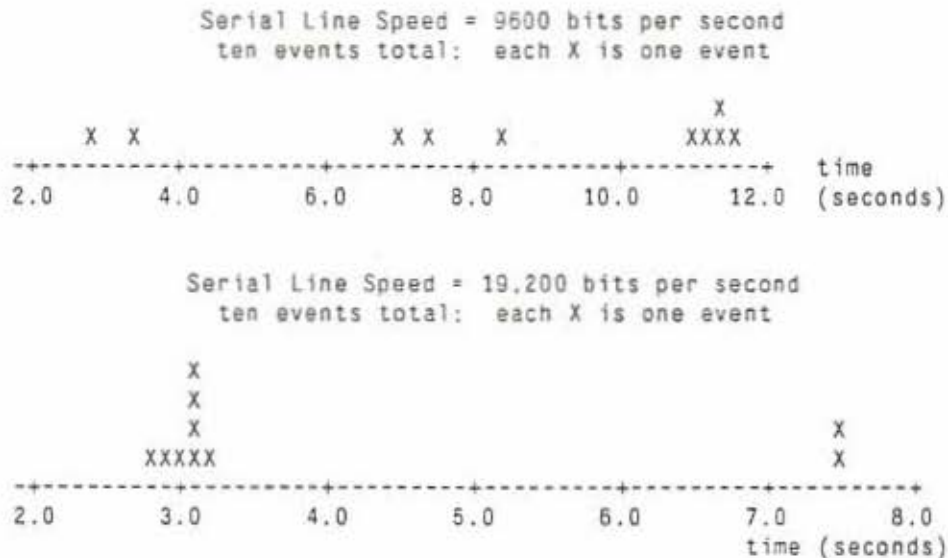 Serial Line Speed = 9600 bits per second
ten events total: each X is one event
X
X X X X X XXXX
--+---------+---------+---------+---------+---------+ time
2.0 4.0 6.0 8.0 10.0 12.0 (seconds)
Serial Line Speed = 19,200 bits per second
ten events total: each X is one event
X
X
X X
XXXXX X
-+---------+---------+---------+---------+---------+---------+
2.0 3.0 4.0 5.0 6.0 7.0 8.0
time (seconds)